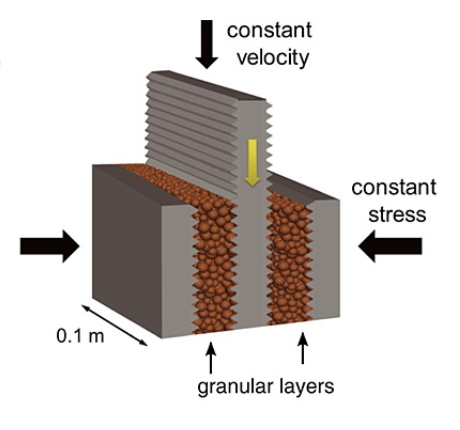 constant
velocity
constant
stress
0.1 m
granular layers